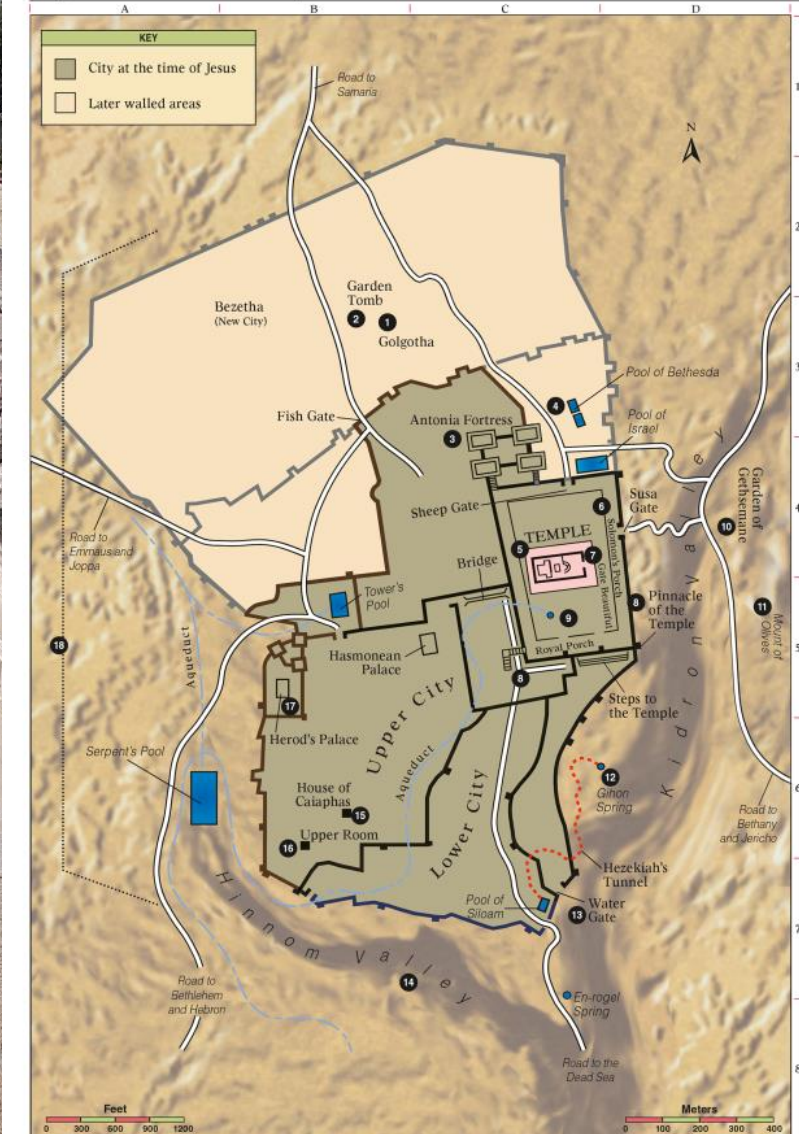 A
B
C
D
KEY
City at the time of Jesus
Later walled areas
Road to
Samaria
1
N
2
Garden
Tomb
2
1
Golgotha
Bezetha
(New City)
3
Pool of Bethesda
4
Fish Gate
Antonia Fortress
3
Pool of
Israel
Sheep Gate
6
Susa
Gate
4
Garden of
Gethsemane
10
Road to
Emmaus and
Joppa
TEMPLE
5
7
Solomon's Porch
Gate Beautiful
Bridge
Tower's
Pool
9
8
Pinnacle
of the
Temple
11
Mount of
Olives
18
Aqueduct
Hasmonean
Palace
Royal Porch
5
8
Steps to
the Temple
17
Herod's Palace
Upper City
Kidron Valley
Serpent's Pool
Aqueduct
12
Gihon
Spring
6
House of
Caiaphas
15
Road to
Bethany
and Jericho
Upper Room
16
Lower City
Hezekiah's
Tunnel
Pool of
Siloam
Water
Gate
13
7
Hinnom Valley
14
Road to
Bethlehem
and Hebron
En-rogel
Spring
Road to the
Dead Sea
8
Feet
0 300 600 900 1200
Meters
0 100 200 300 400